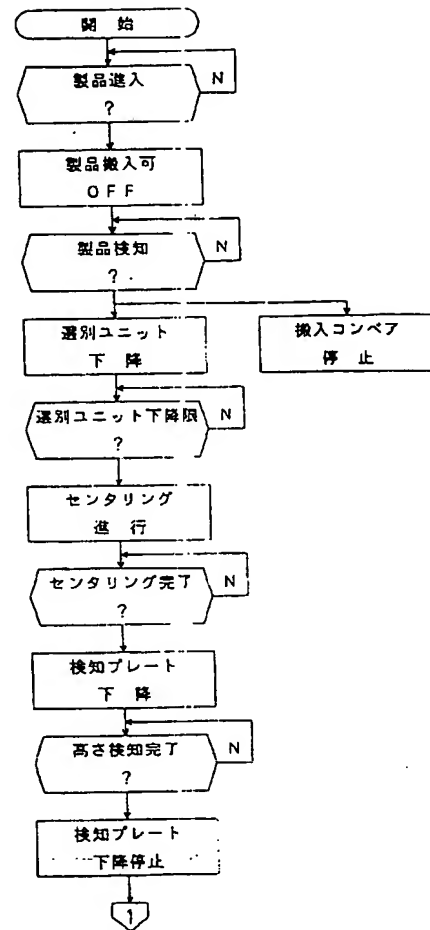 開 始
製品進入
?
N
製品搬入可
OFF
製品検知
?
N
選別ユニット
下 降
搬入コンベア
停 止
選別ユニット下降限
?
N
センタリング
進 行
センタリング完了
?
N
検知プレート
下 降
高さ検知完了
?
N
検知プレート
下降停止
1